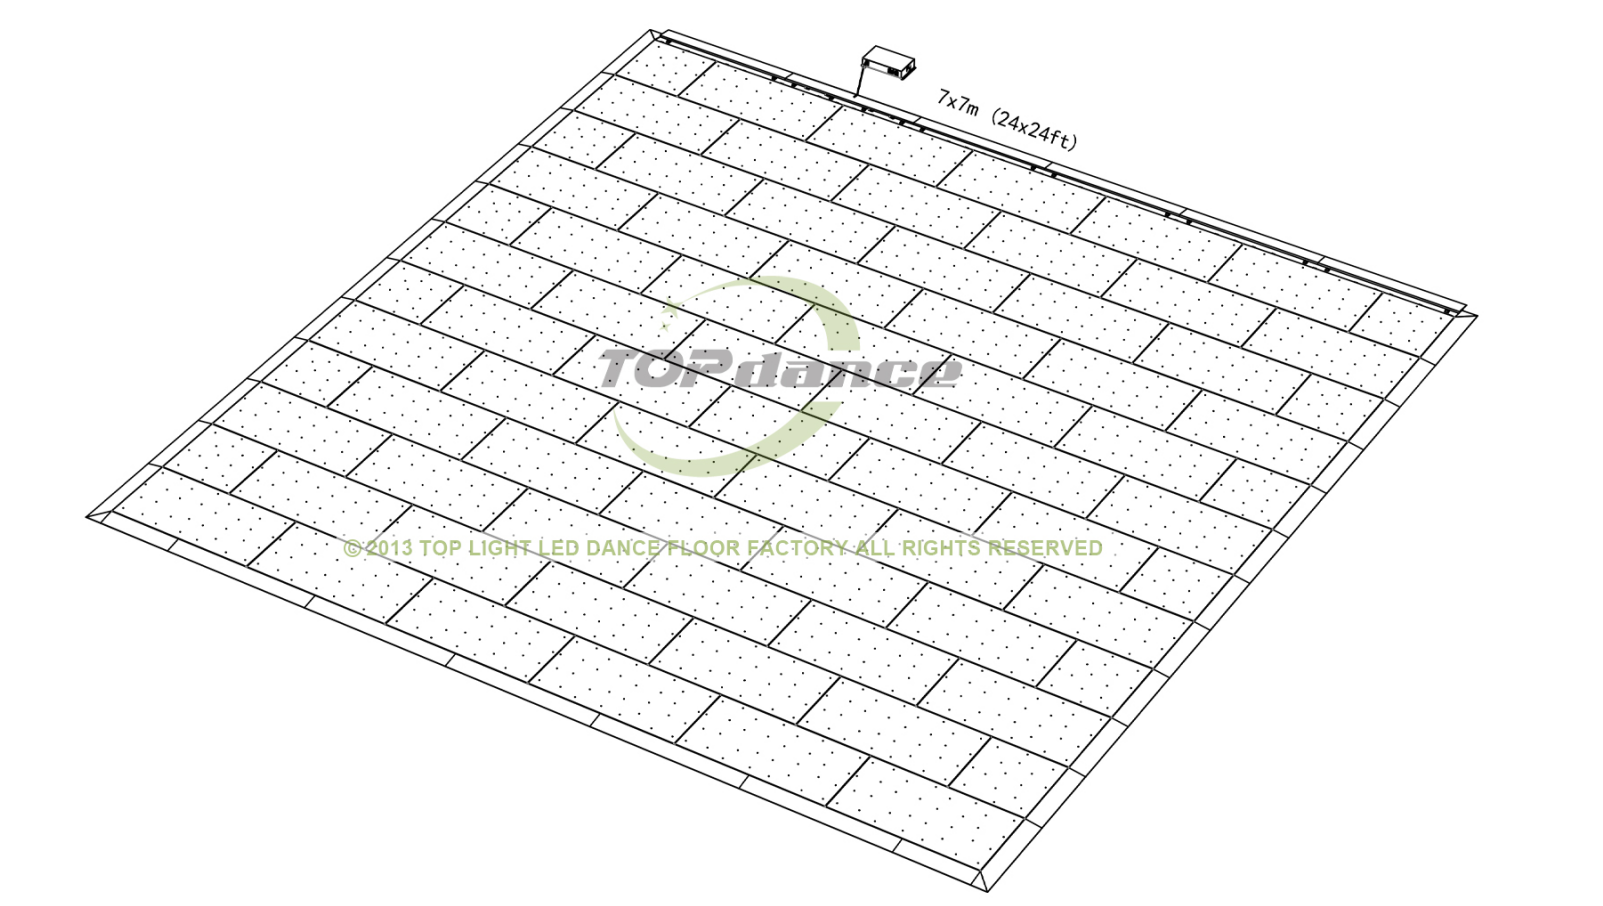 7x7m (24x24ft)
TOPdance
© 2013 TOP LIGHT LED DANCE FLOOR FACTORY ALL RIGHTS RESERVED